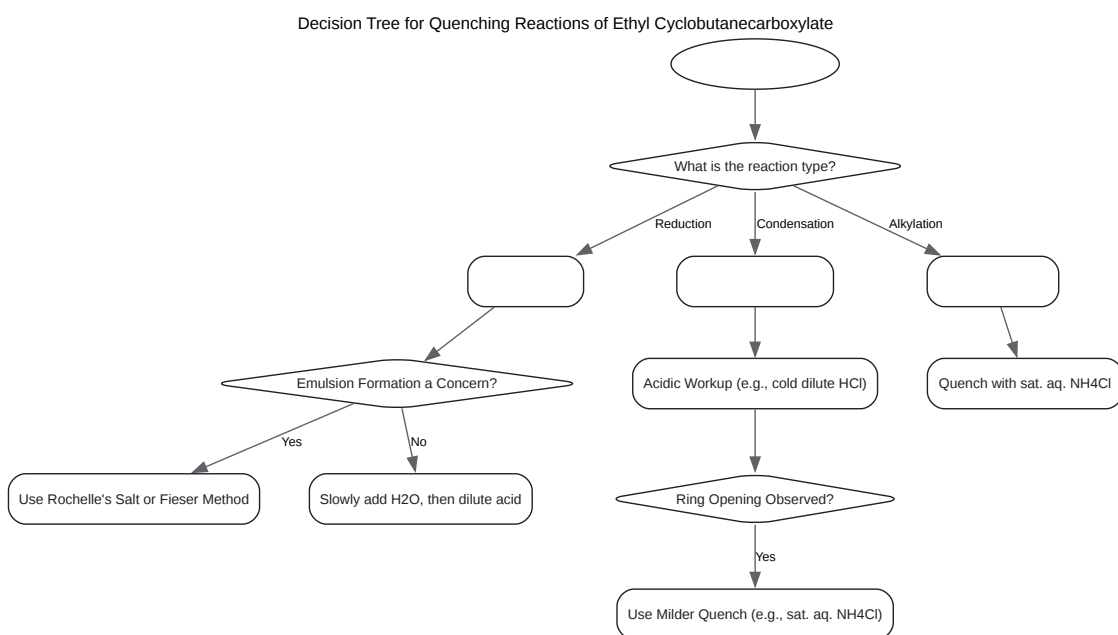 Decision Tree for Quenching Reactions of Ethyl Cyclobutanecarboxylate
What is the reaction type?
Reduction
Condensation
Alkylation
Emulsion Formation a Concern?
Acidic Workup (e.g., cold dilute HCl)
Quench with sat. aq. NH4Cl
Yes
No
Use Rochelle's Salt or Fieser Method
Slowly add H2O, then dilute acid
Ring Opening Observed?
Yes
Use Milder Quench (e.g., sat. aq. NH4Cl)